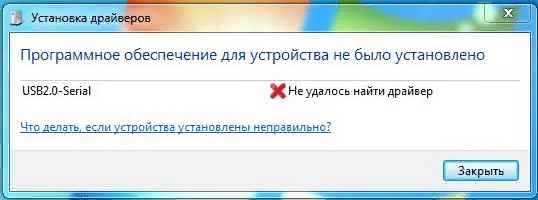 Установка драйверов
Программное обеспечение для устройства не было установлено
USB2.0-Serial
Не удалось найти драйвер
Что делать, если устройства установлены неправильно?
Закрыть